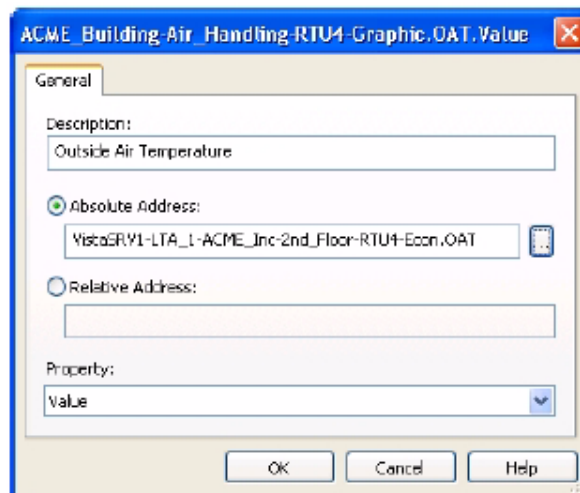 ACME_Building-Air_Handling-RTU4-Graphic.OAT.Value
General
Description:
Outside Air Temperature
Absolute Address:
VistaSRV1-LTA_1-ACME_Inc-2nd_Floor-RTU4-Econ.OAT
...
Relative Address:
Property:
Value
OK Cancel Help